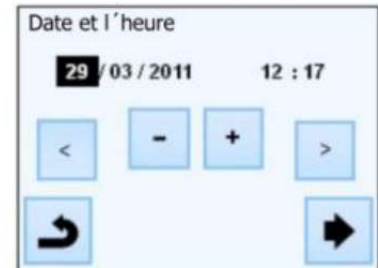 Date et l´heure
29 / 03 / 2011 12 : 17
< - + >